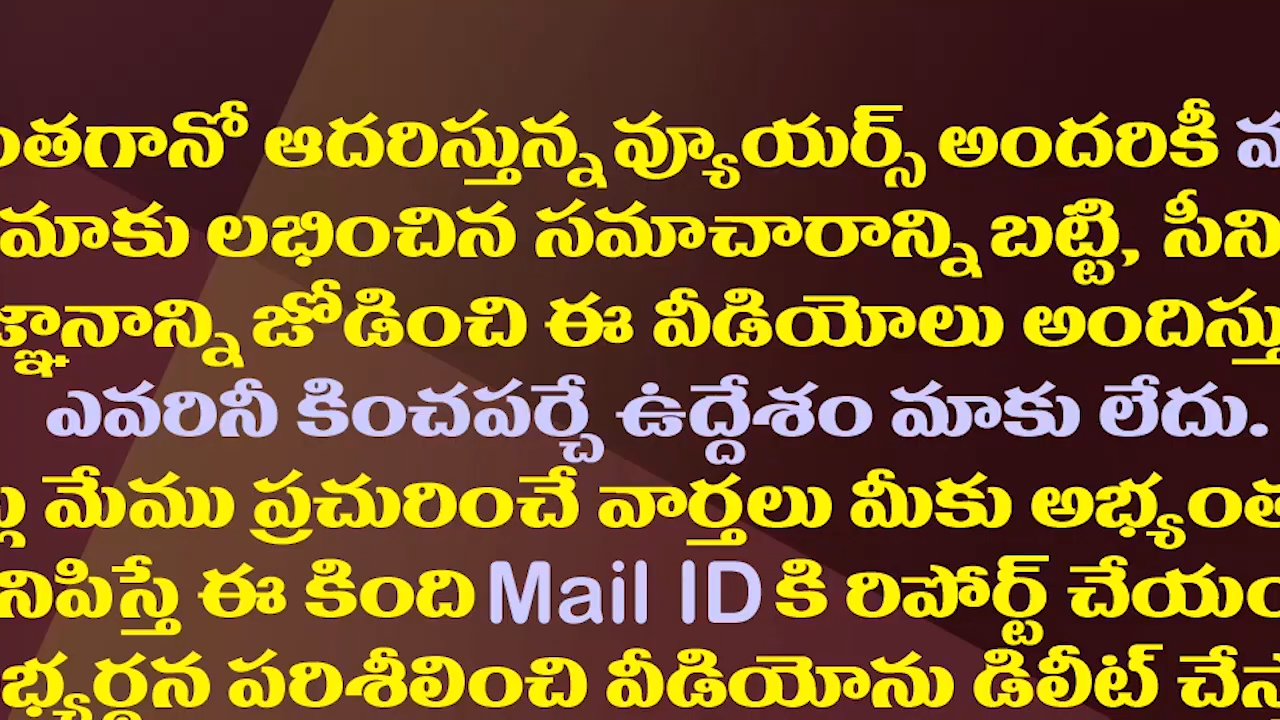 ంతగానో ఆదరిస్తున్న వ్యూయర్స్ అందరికీ
మాకు లభించిన సమాచారాన్ని బట్టి, సీని
జ్ఞానాన్ని జోడించి ఈ వీడియోలు అందిస్తు
ఎవరినీ కించపర్చే ఉద్దేశం మాకు లేదు.
మేము ప్రచురించే వార్తలు మీకు అభ్యంత
నిపిస్తే ఈ కింది Mail ID కి రిపోర్ట్ చేయం
భ్యర్థన పరిశీలించి వీడియోను డిలీట్ చేస